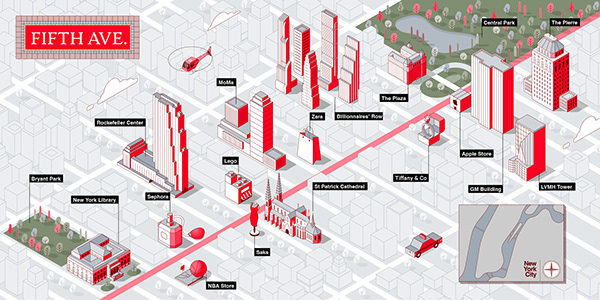 FIFTH AVE.
Central Park
The Pierre
MoMa
The Plaza
Zara
Billionaires' Row
Rockefeller Center
Apple Store
Lego
Bryant Park
Tiffany & Co
GM Building
LVMH Tower
St Patrick Cathedral
New York Library
Sephora
Saks
NBA Store
New
York
City